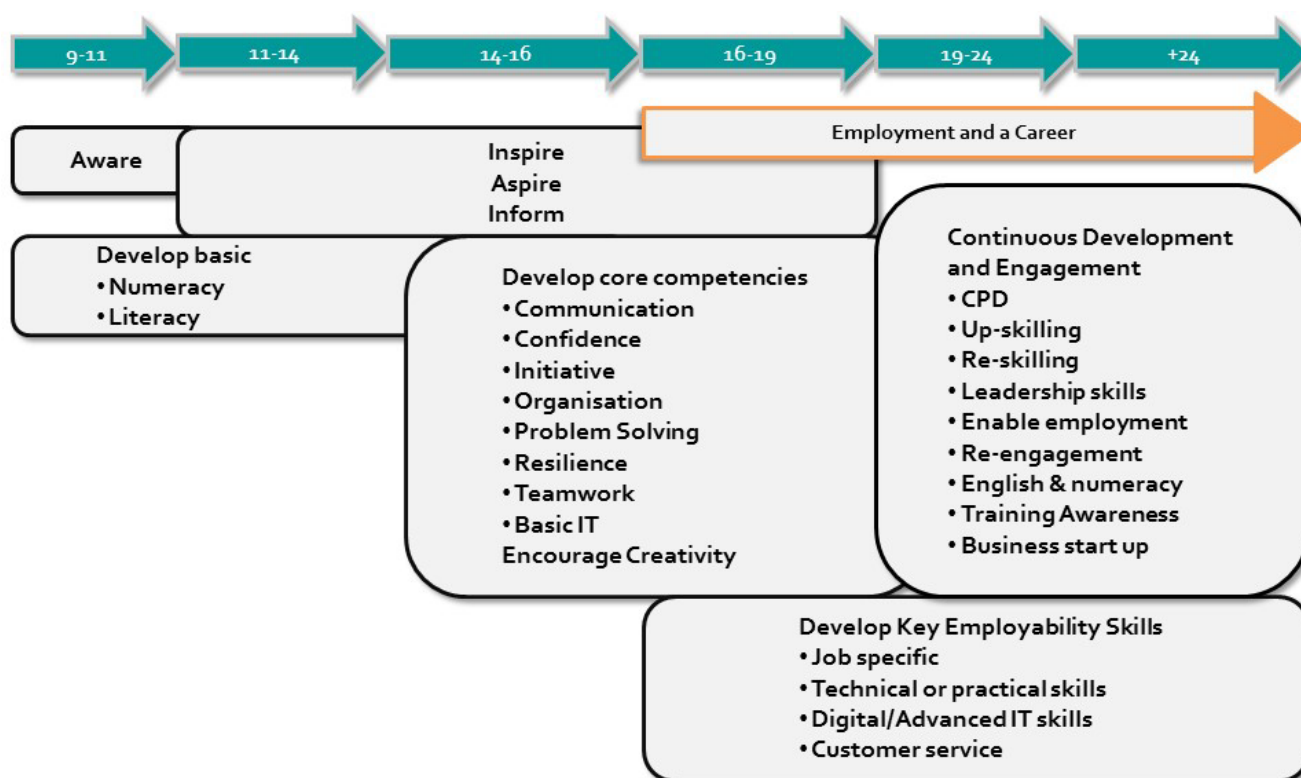 9-11
11-14
14-16
16-19
19-24
+24
Employment and a Career
Aware
Inspire
Aspire
Inform
Develop basic
•Numeracy
•Literacy
Develop core competencies
•Communication
•Confidence
•Initiative
•Organisation
•Problem Solving
•Resilience
•Teamwork
•Basic IT
Encourage Creativity
Continuous Development
and Engagement
•CPD
•Up-skilling
•Re-skilling
•Leadership skills
•Enable employment
•Re-engagement
•English & numeracy
•Training Awareness
•Business start up
Develop Key Employability Skills
•Job specific
•Technical or practical skills
•Digital/Advanced IT skills
•Customer service